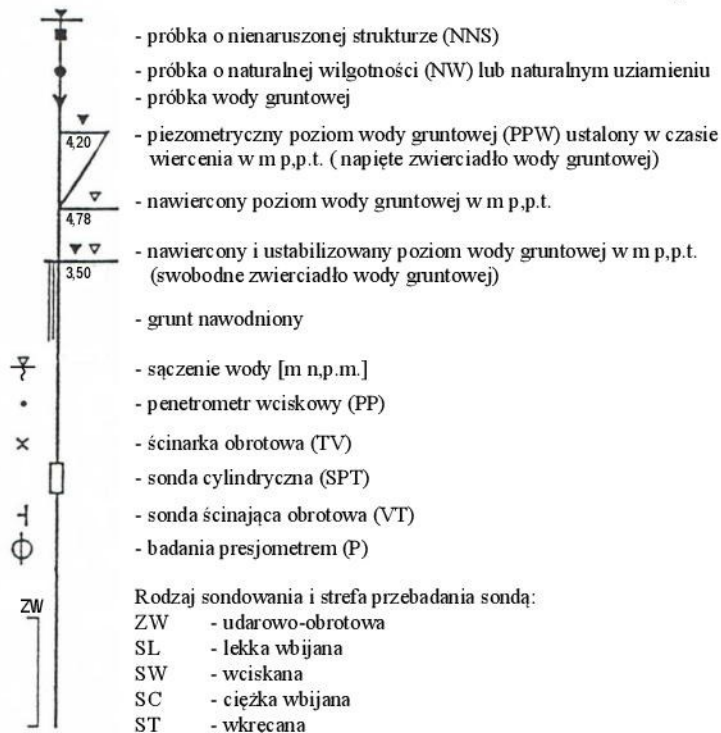 - próbka o nienaruszonej strukturze (NNS)
- próbka o naturalnej wilgotności (NW) lub naturalnym uziarnieniu
- próbka wody gruntowej
4,20
- piezometryczny poziom wody gruntowej (PPW) ustalony w czasie
wiercenia w m p,p.t. ( napięte zwierciadło wody gruntowej)
- nawiercony poziom wody gruntowej w m p,p.t.
4,78
- nawiercony i ustabilizowany poziom wody gruntowej w m p,p.t.
3,50
(swobodne zwierciadło wody gruntowej)
- grunt nawodniony
- sączenie wody [m n,p.m.]
- penetrometr wciskowy (PP)
- ścinarka obrotowa (TV)
- sonda cylindryczna (SPT)
- sonda ścinająca obrotowa (VT)
- badania presjometrem (P)
ZW
Rodzaj sondowania i strefa przebadania sondą:
ZW - udarowo-obrotowa
SL - lekka wbijana
SW - wciskana
SC - ciężka wbijana
ST - wkręcana